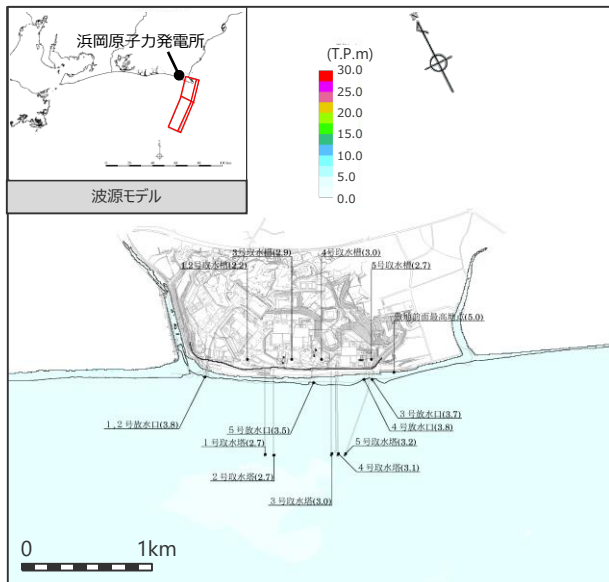 浜岡原子力発電所
波源モデル
(T.P.m)
30.0
25.0
20.0
15.0
10.0
5.0
0.0
3号取水槽(2.9)
4号取水槽(3.0)
1,2号取水槽(2.2)
5号取水槽(2.7)
敷地前面最高地点(5.0)
1,2号放水口(3.8)
5号放水口(3.5)
3号放水口(3.7)
4号放水口(3.8)
1号取水塔(2.7)
5号取水塔(3.2)
2号取水塔(2.7)
4号取水塔(3.1)
3号取水塔(3.0)
0 1km